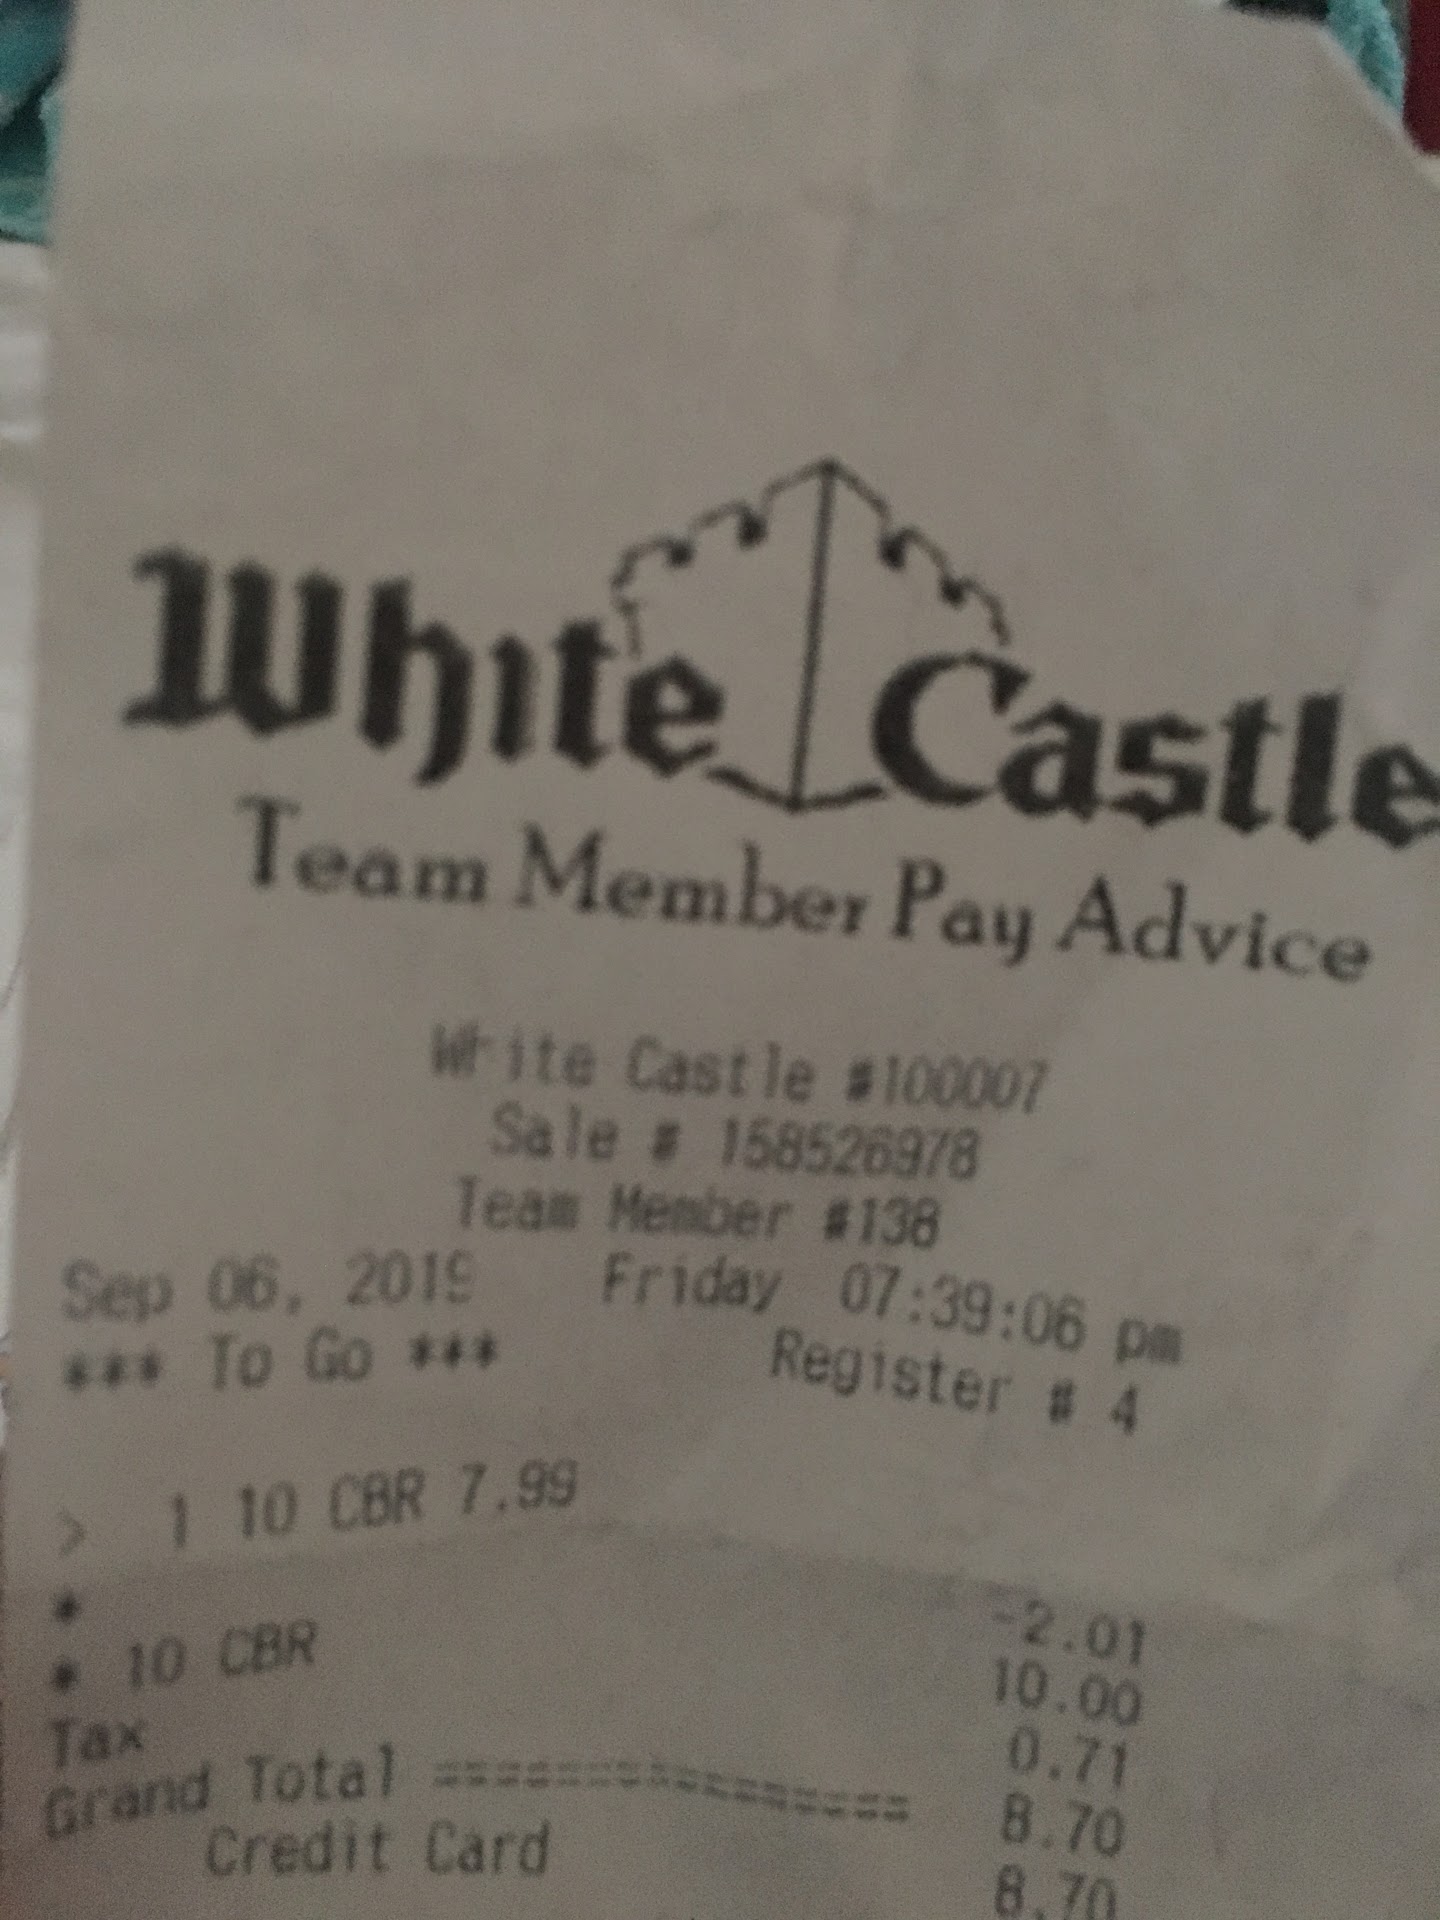 White Castle
Team Member Pay Advice
White Castle #100007
Sale # 158526978
Team Member #138
Sep 06, 2019 Friday 07:39:06 pm
*** To Go *** Register # 4
> 1 10 CBR 7.99
* -2.01
* 10 CBR 10.00
Tax 0.71
Grand Total =============== 8.70
Credit Card 8.70